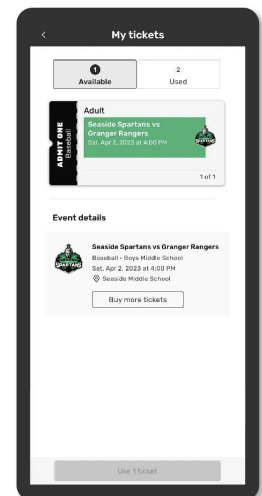 My tickets
1
Available
2
Used
ADMIT ONE
Baseball
Adult
Seaside Spartans vs
Granger Rangers
Sat, Apr 2, 2023 at 4:00 PM
SPARTANS
1 of 1
Event details
SPARTANS
Seaside Spartans vs Granger Rangers
Baseball • Boys Middle School
Sat, Apr 2, 2023 at 4:00 PM
Seaside Middle School
Buy more tickets
Use 1 ticket